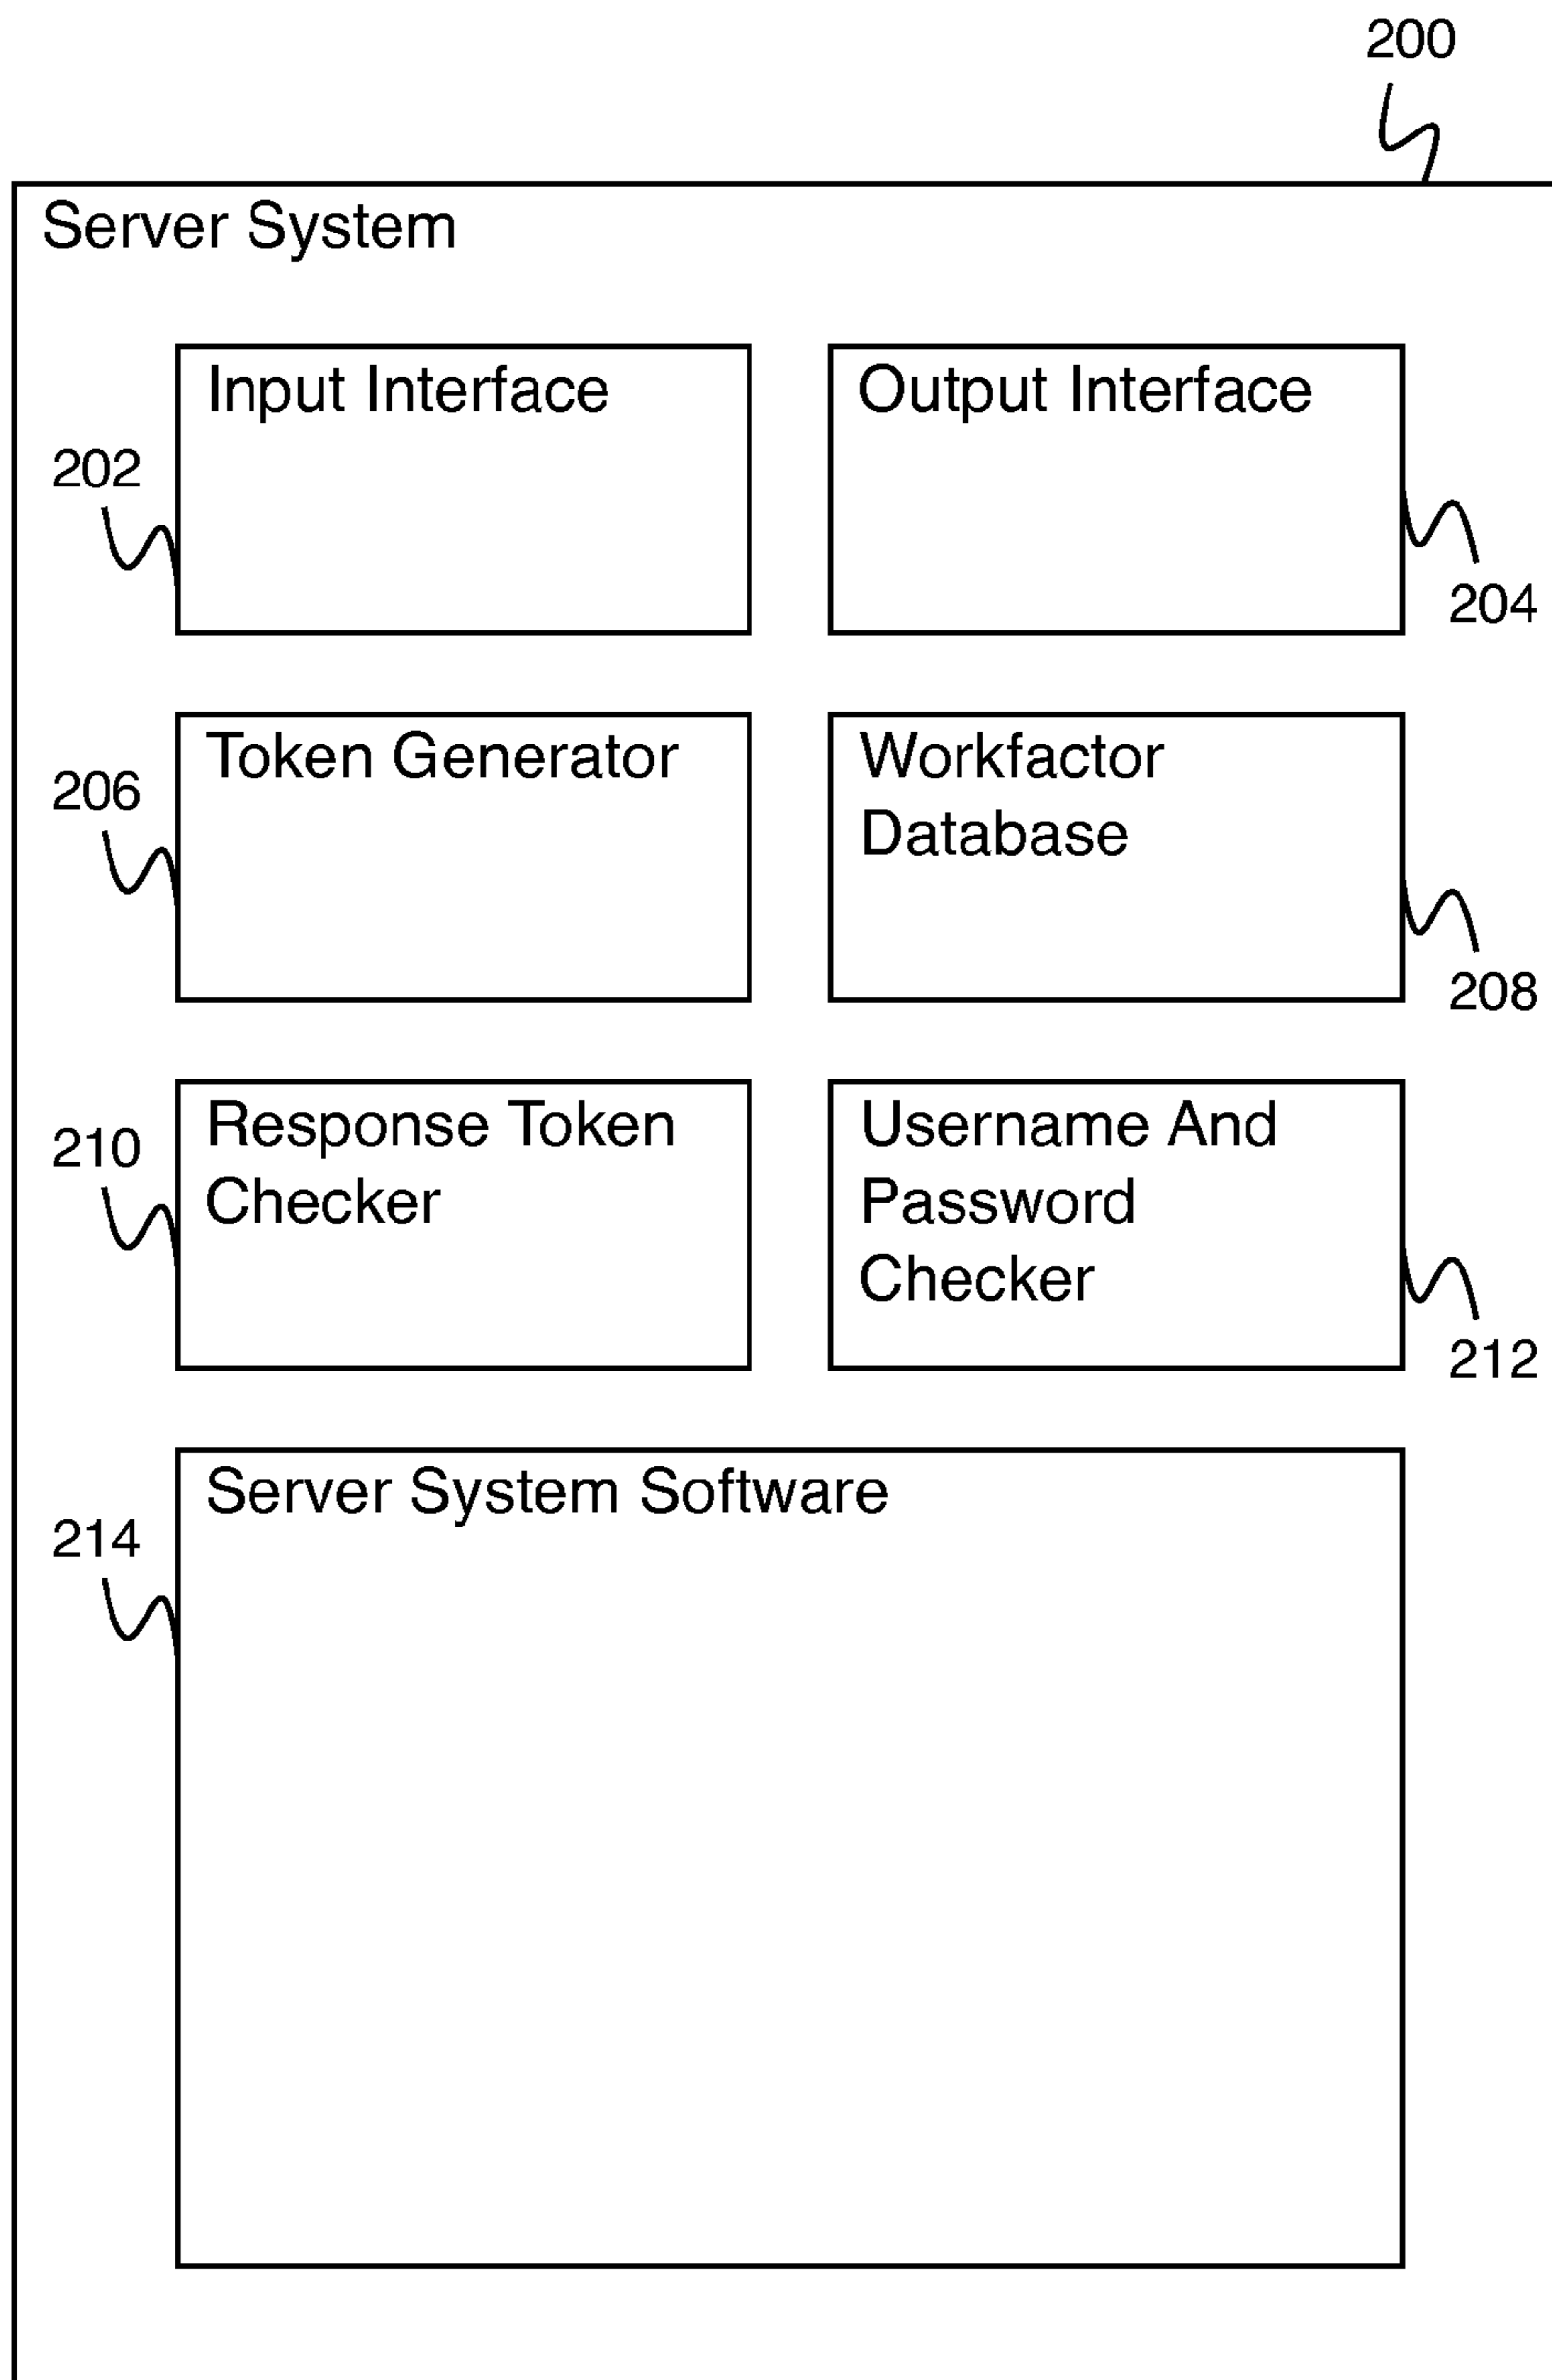 200
Server System
Input Interface
Output Interface
202
204
Token Generator
Workfactor
Database
206
208
Response Token
Checker
Username And
Password
Checker
210
212
Server System Software
214